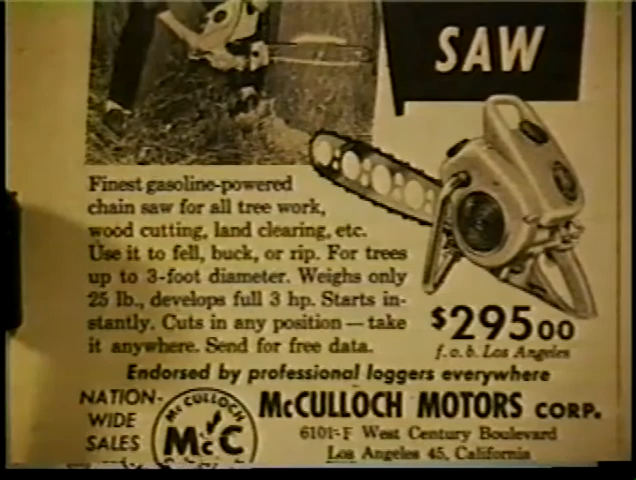 SAW
Finest gasoline-powered
chain saw for all tree work,
wood cutting, land clearing, etc.
Use it to fell, buck, or rip. For trees
up to 3-foot diameter. Weighs only
25 lb., develops full 3 hp. Starts in-
stantly. Cuts in any position — take
it anywhere. Send for free data.
$295.00
f.o.b. Los Angeles
Endorsed by professional loggers everywhere
NATION-
WIDE
SALES
McCULLOCH
McC
McCULLOCH MOTORS CORP.
6101-F West Century Boulevard
Los Angeles 45, California